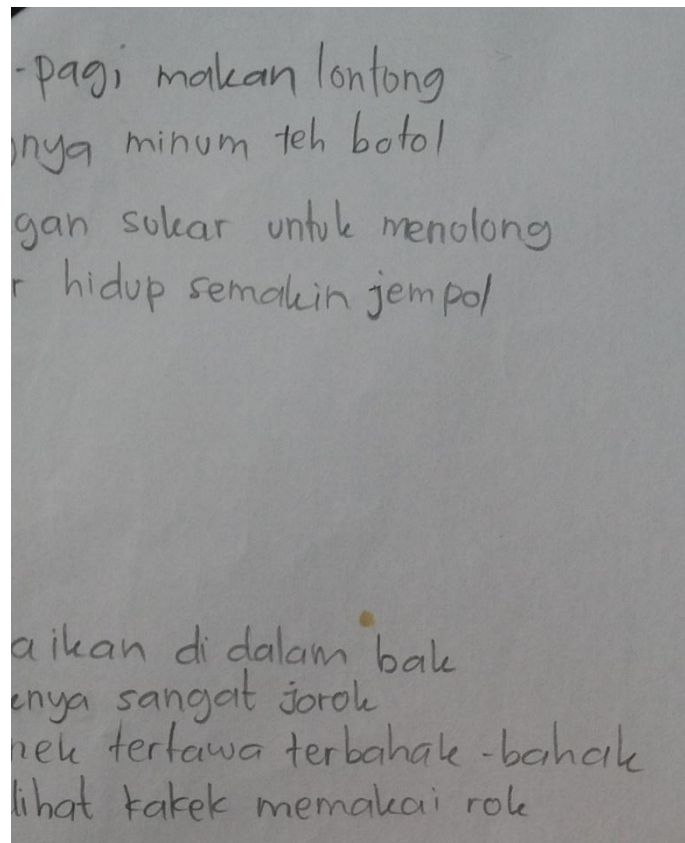 -pagi makan lontong
nya minum teh botol
gan sukar untuk menolong
r hidup semakin jempol
a ikan di dalam bak
enya sangat jorok
nek tertawa terbahak-bahak
lihat kakek memakai rok